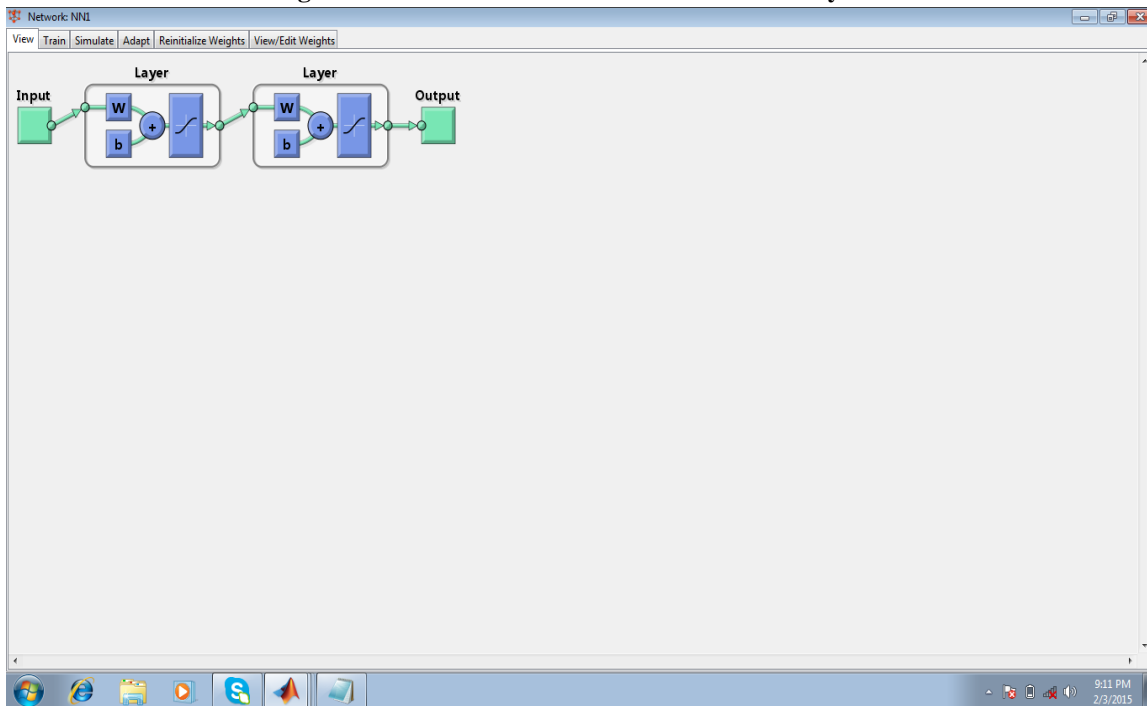 Network: NN1
View Train Simulate Adapt Reinitialize Weights View/Edit Weights
Layer Layer
Input Output
W W
+ +
b b
9:11 PM
2/3/2015